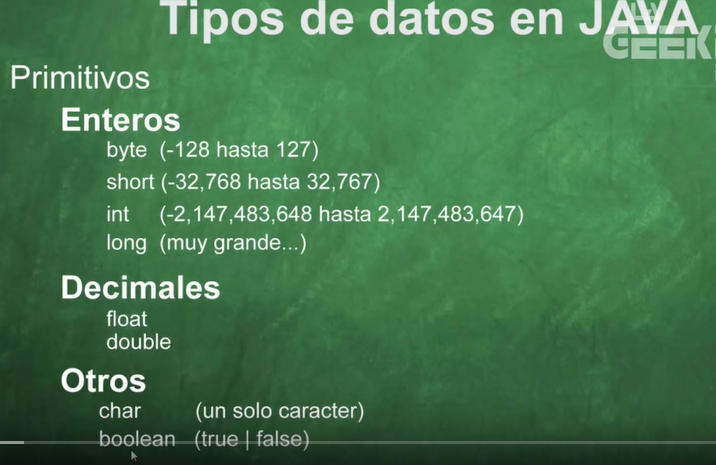 Tipos de datos en JAVA
LA
GEEK
Primitivos
Enteros
byte (-128 hasta 127)
short (-32,768 hasta 32,767)
int (-2,147,483,648 hasta 2,147,483,647)
long (muy grande...)
Decimales
float
double
Otros
char (un solo caracter)
boolean (true | false)